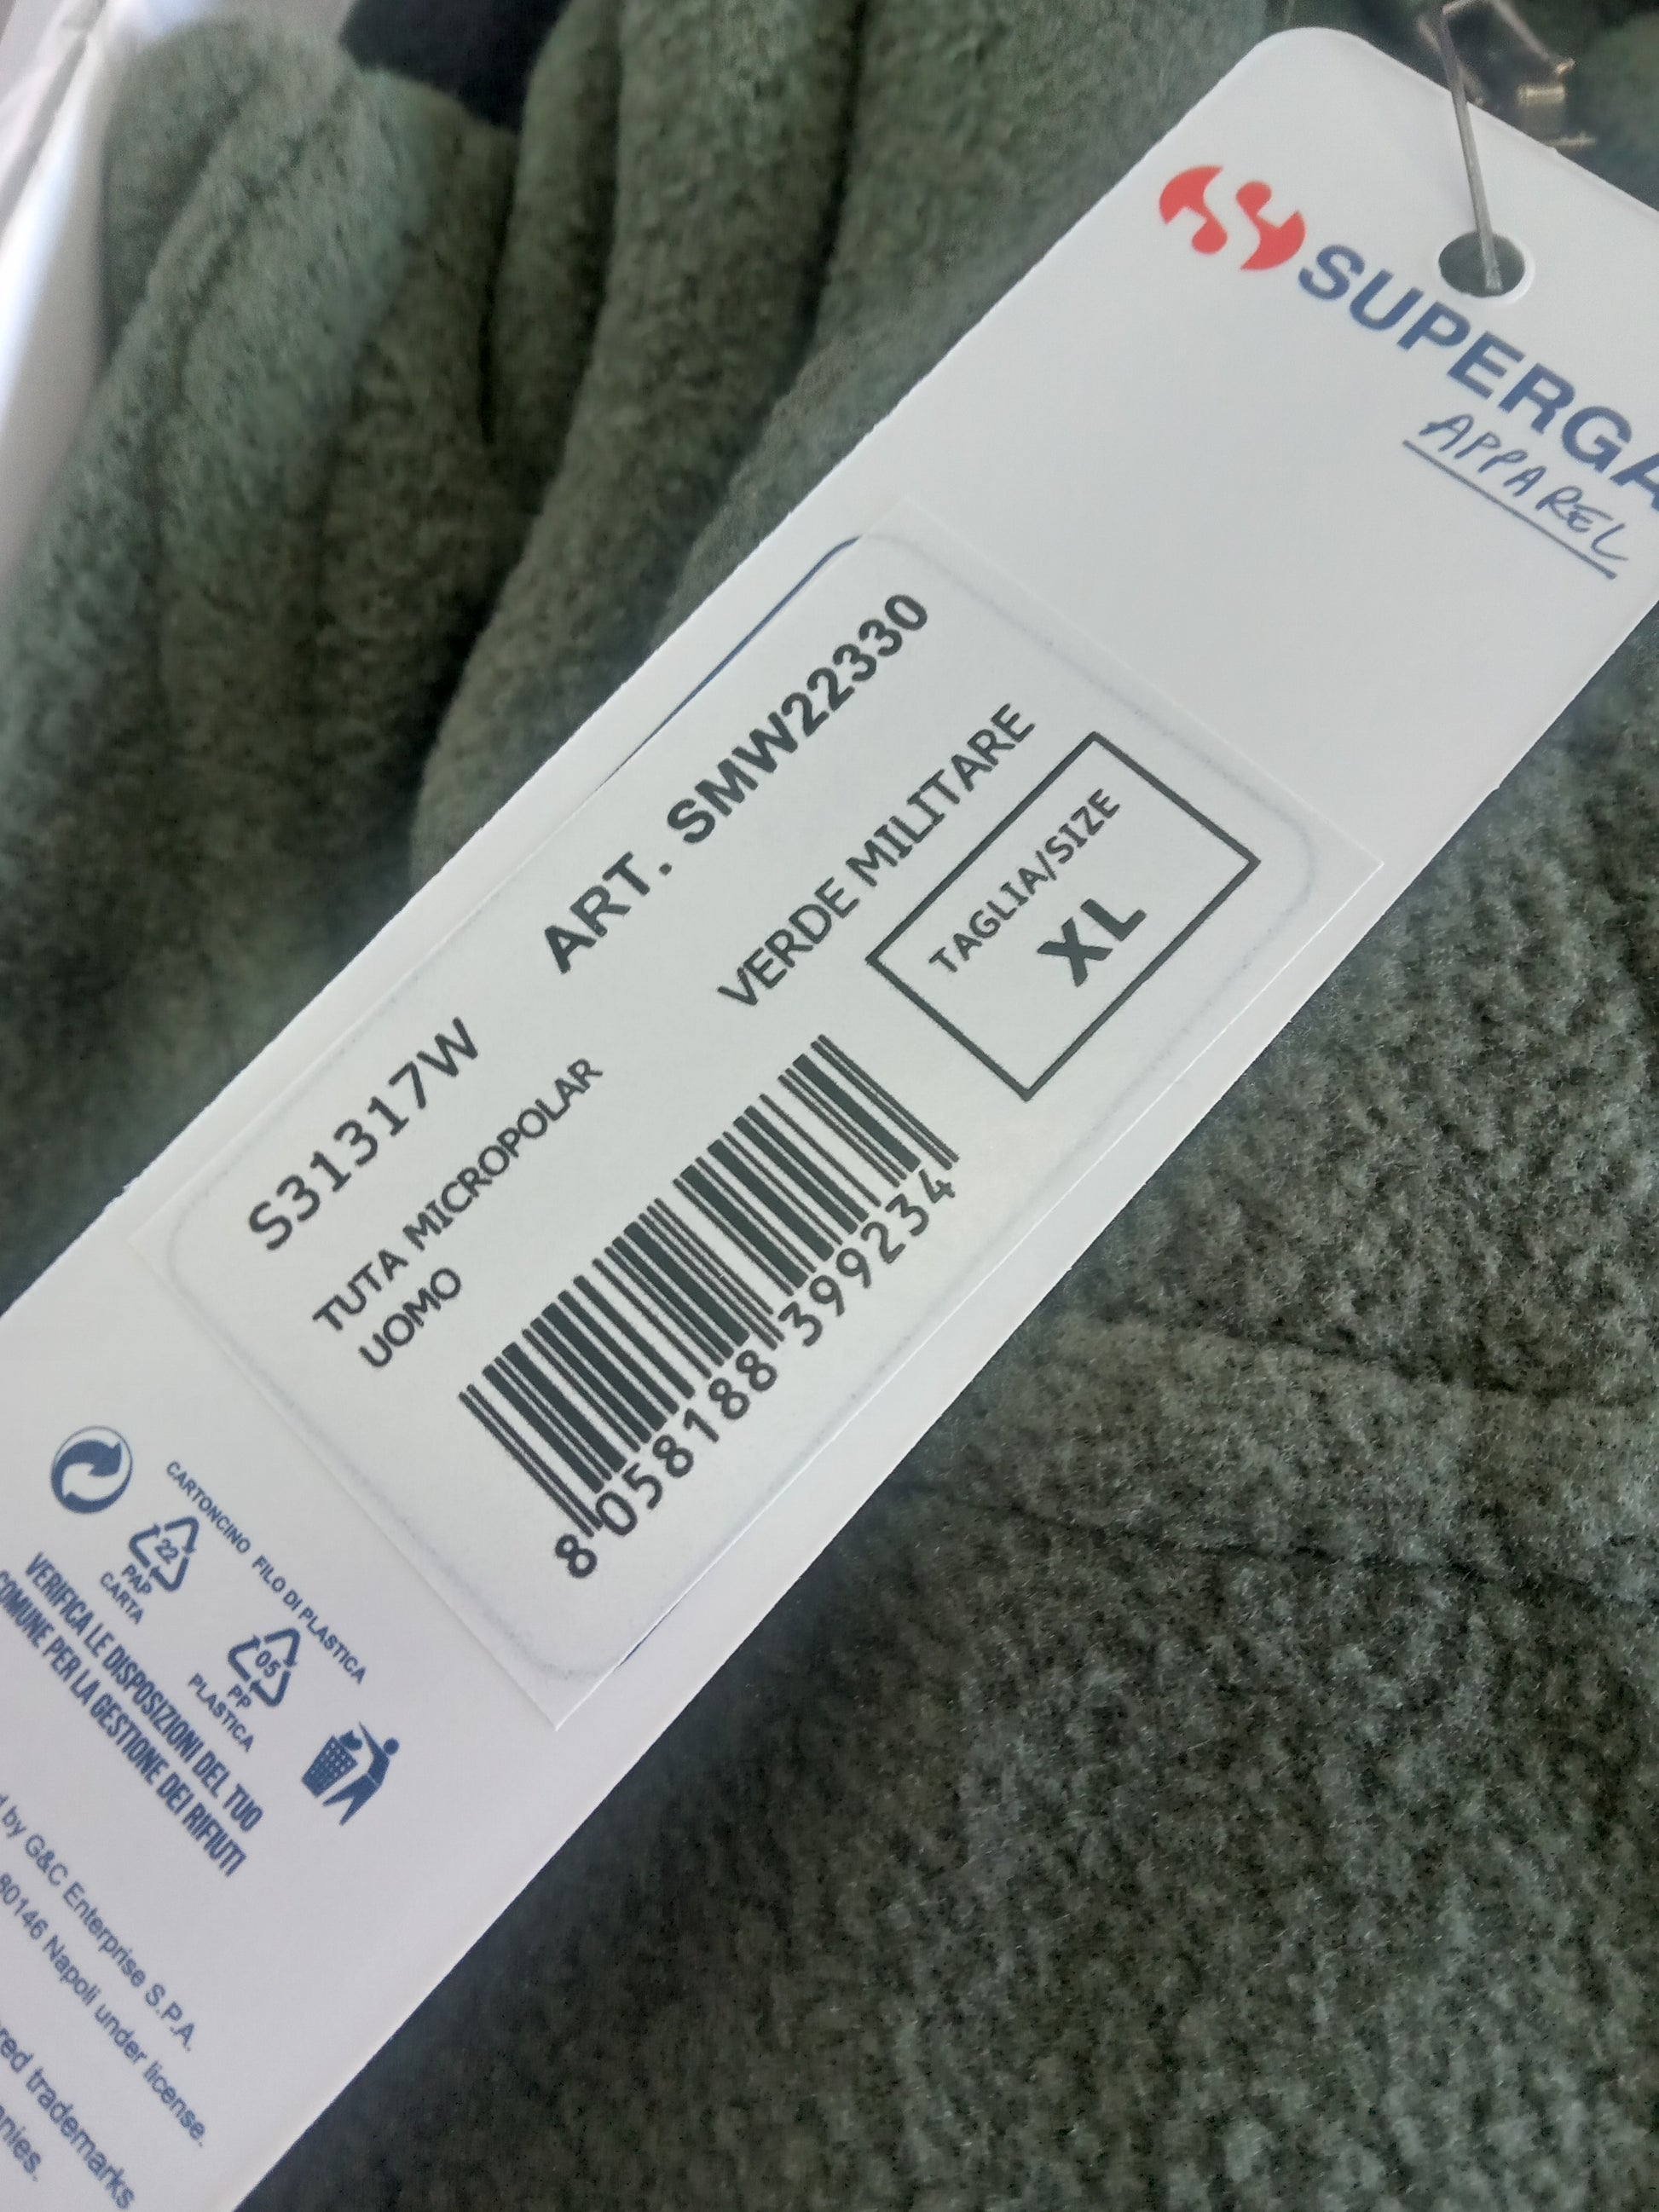 SUPERGA
APPAREL
S31317W ART. SMW22330
TUTA MICROPOLAR VERDE MILITARE
UOMO
TAGLIA/SIZE
XL
8 058188 399234
CARTONCINO FILO DI PLASTICA
22
PAP
CARTA
05
PP
PLASTICA
VERIFICA LE DISPOSIZIONI DEL TUO
COMUNE PER LA GESTIONE DEI RIFIUTI
by G&C Enterprise S.P.A.
80146 Napoli under license.
trademarks